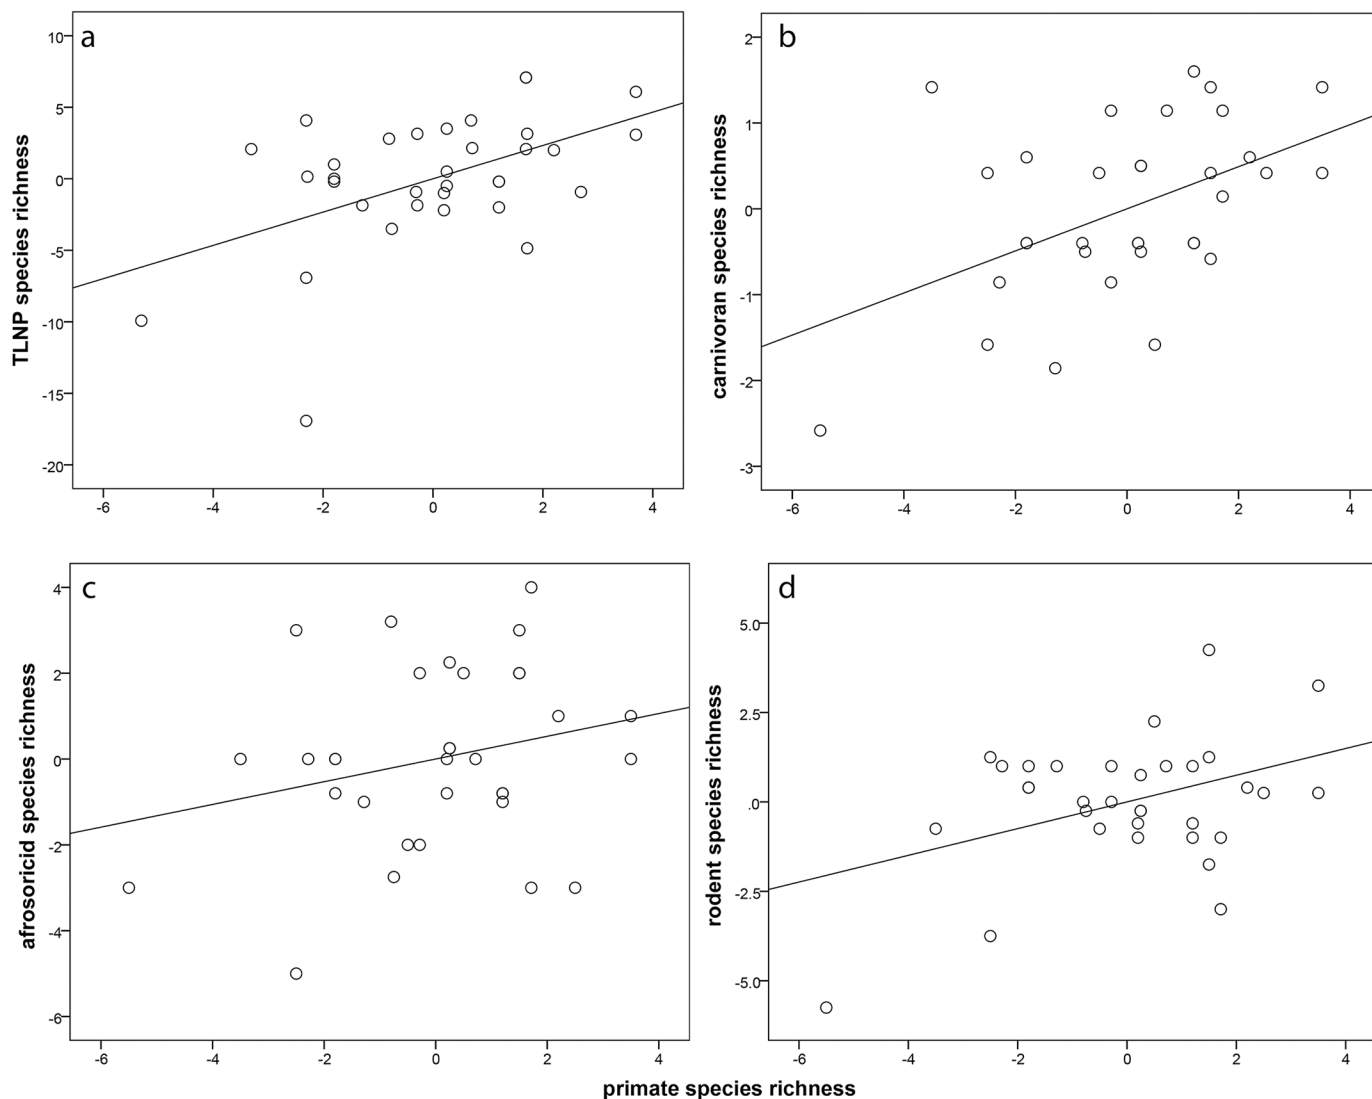 a
TLNP species richness
10
5
0
-5
-10
-15
-20
-6 -4 -2 0 2 4
b
carnivoran species richness
2
1
0
-1
-2
-3
-6 -4 -2 0 2 4
c
afrosoricid species richness
4
2
0
-2
-4
-6
-6 -4 -2 0 2 4
d
rodent species richness
5.0
2.5
.0
-2.5
-5.0
-6 -4 -2 0 2 4
primate species richness